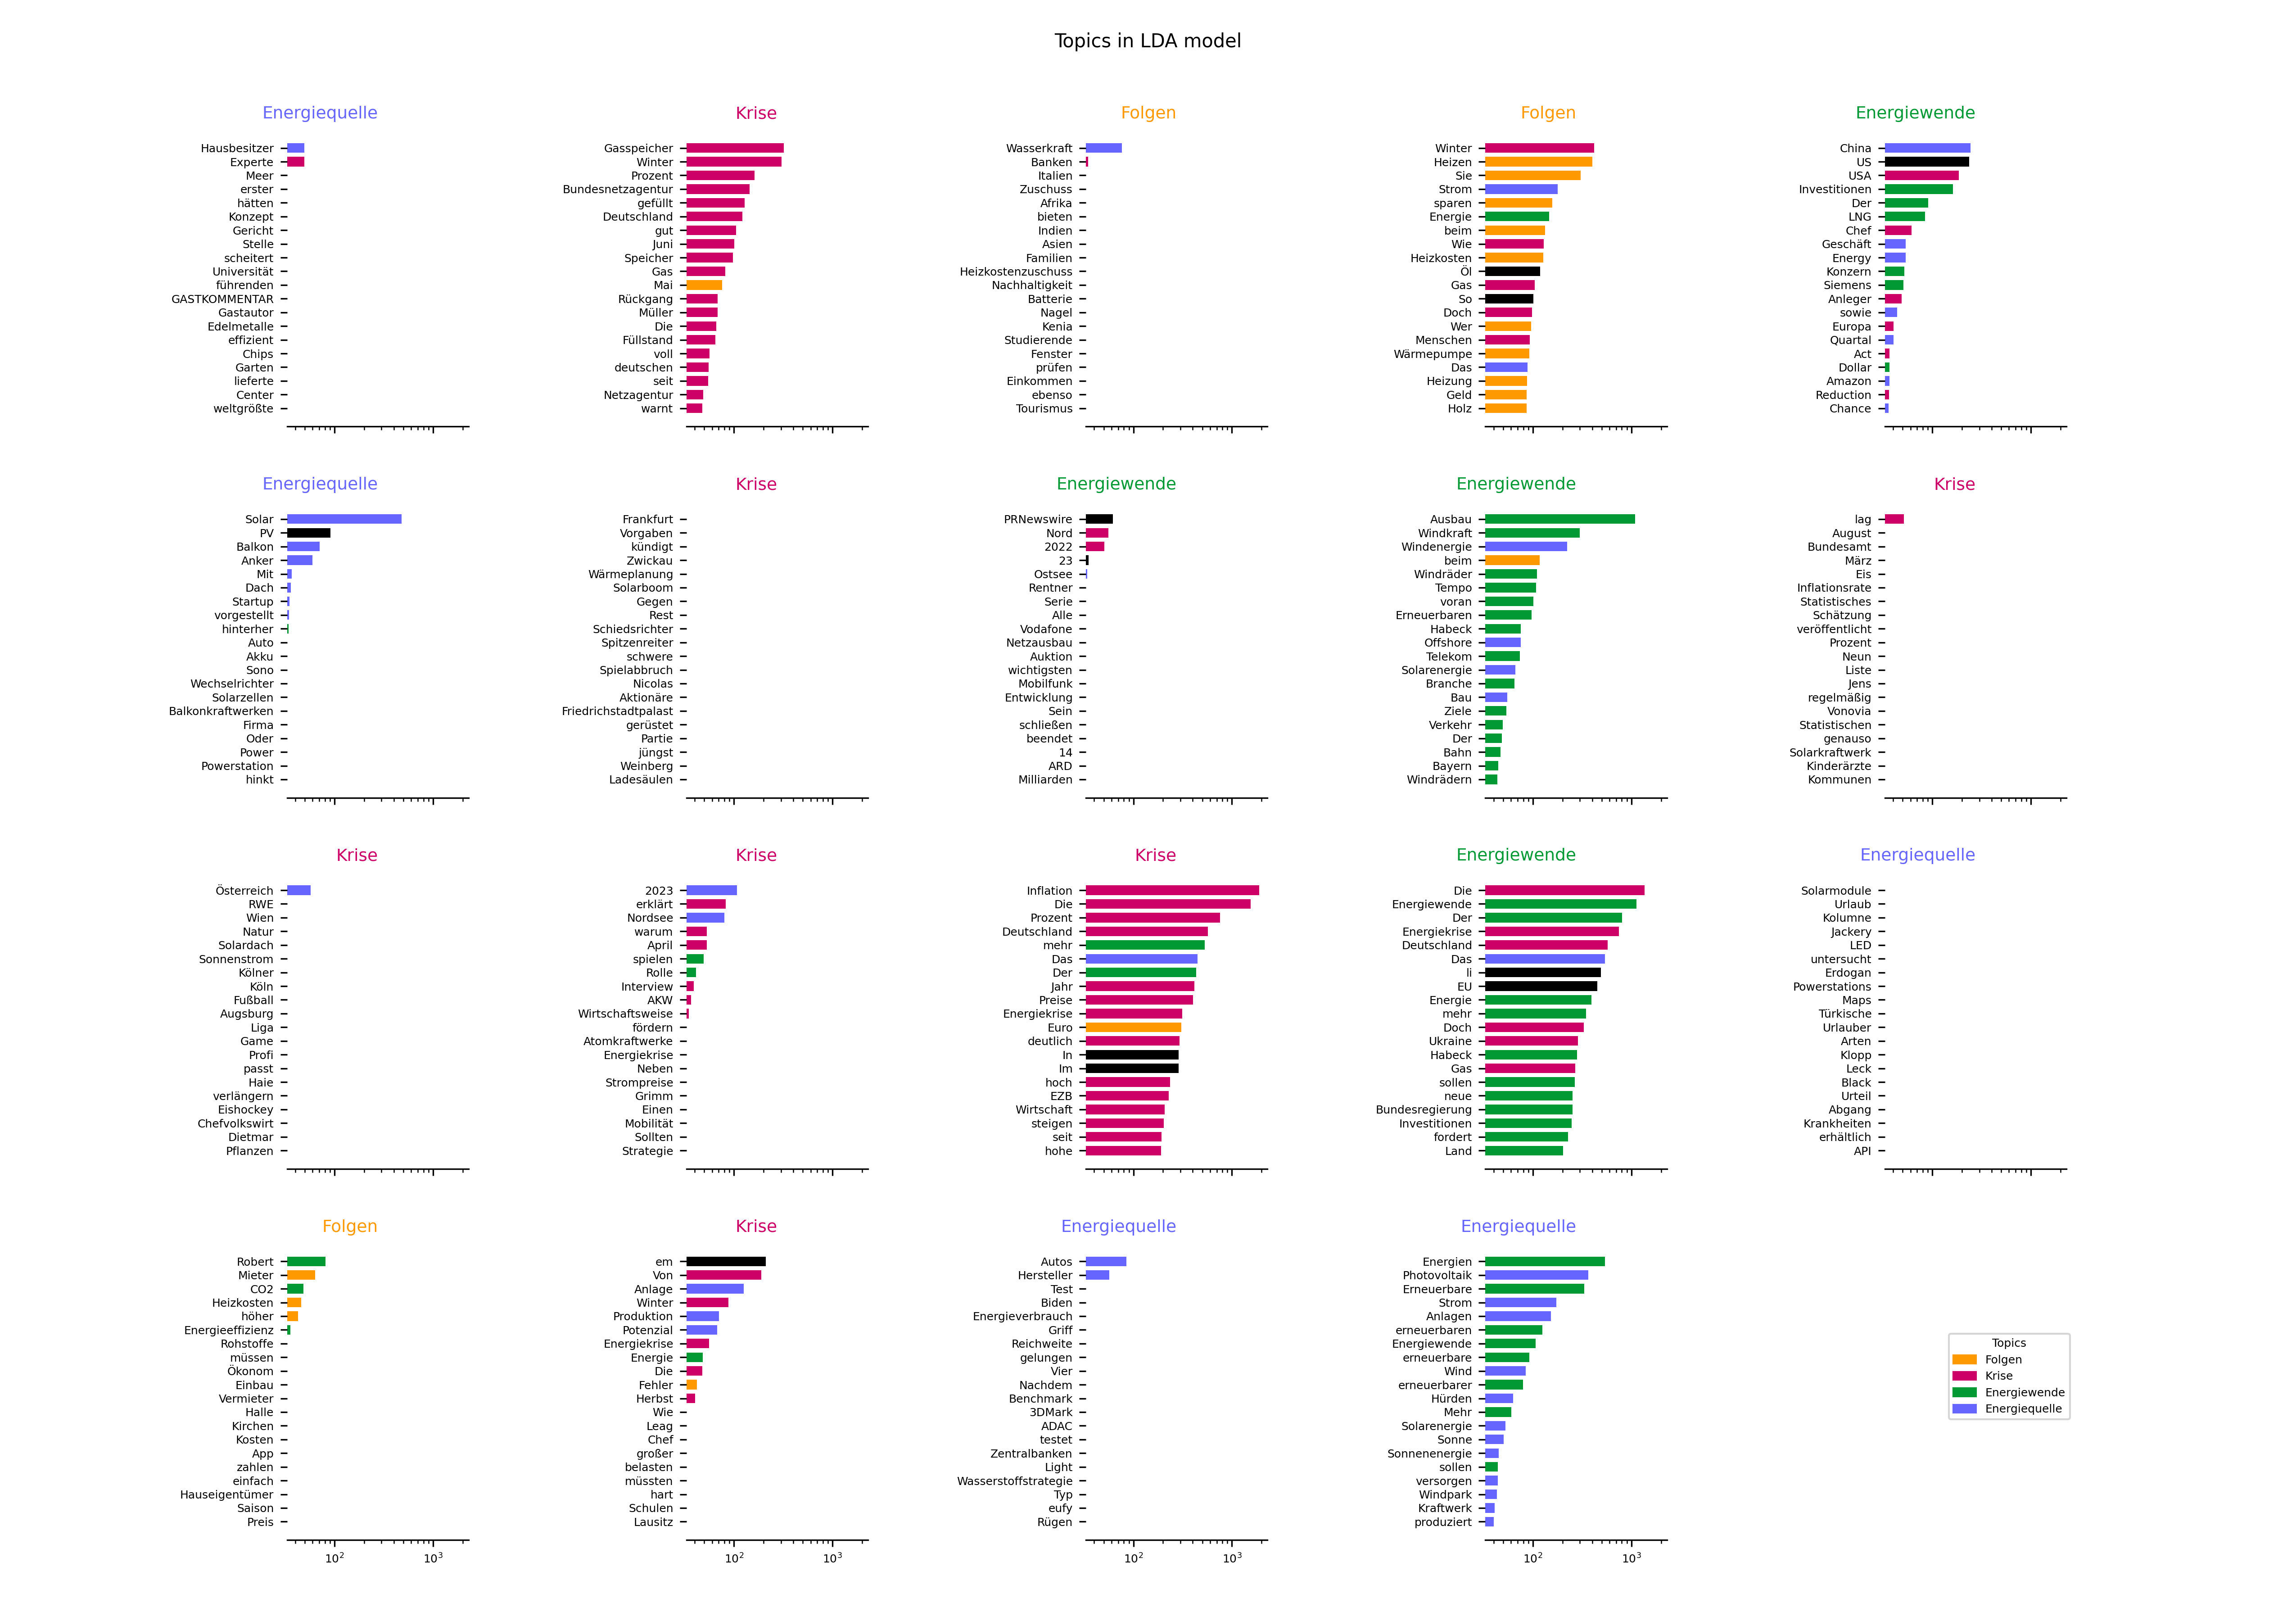 Topics in LDA model
Energiequelle
Hausbesitzer
Experte
Meer
erster
hätten
Konzept
Gericht
Stelle
scheitert
Universität
führenden
GASTKOMMENTAR
Gastautor
Edelmetalle
effizient
Chips
Garten
lieferte
Center
weltgrößte
Krise
Gasspeicher
Winter
Prozent
Bundesnetzagentur
gefüllt
Deutschland
gut
Juni
Speicher
Gas
Mai
Rückgang
Müller
Die
Füllstand
voll
deutschen
seit
Netzagentur
warnt
Folgen
Wasserkraft
Banken
Italien
Zuschuss
Afrika
bieten
Indien
Asien
Familien
Heizkostenzuschuss
Nachhaltigkeit
Batterie
Nagel
Kenia
Studierende
Fenster
prüfen
Einkommen
ebenso
Tourismus
Folgen
Winter
Heizen
Sie
Strom
sparen
Energie
beim
Wie
Heizkosten
Öl
Gas
So
Doch
Wer
Menschen
Wärmepumpe
Das
Heizung
Geld
Holz
Energiewende
China
US
USA
Investitionen
Der
LNG
Chef
Geschäft
Energy
Konzern
Siemens
Anleger
sowie
Europa
Quartal
Act
Dollar
Amazon
Reduction
Chance
Energiequelle
Solar
PV
Balkon
Anker
Mit
Dach
Startup
vorgestellt
hinterher
Auto
Akku
Sono
Wechselrichter
Solarzellen
Balkonkraftwerken
Firma
Oder
Power
Powerstation
hinkt
Krise
Frankfurt
Vorgaben
kündigt
Zwickau
Wärmeplanung
Solarboom
Gegen
Rest
Schiedsrichter
Spitzenreiter
schwere
Spielabbruch
Nicolas
Aktionäre
Friedrichstadtpalast
gerüstet
Partie
jüngst
Weinberg
Ladesäulen
Energiewende
PRNewswire
Nord
2022
23
Ostsee
Rentner
Serie
Alle
Vodafone
Netzausbau
Auktion
wichtigsten
Mobilfunk
Entwicklung
Sein
schließen
beendet
14
ARD
Milliarden
Energiewende
Ausbau
Windkraft
Windenergie
beim
Windräder
Tempo
voran
Erneuerbaren
Habeck
Offshore
Telekom
Solarenergie
Branche
Bau
Ziele
Verkehr
Der
Bahn
Bayern
Windrädern
Krise
lag
August
Bundesamt
März
Eis
Inflationsrate
Statistisches
Schätzung
veröffentlicht
Prozent
Neun
Liste
Jens
regelmäßig
Vonovia
Statistischen
genauso
Solarkraftwerk
Kinderärzte
Kommunen
Krise
Österreich
RWE
Wien
Natur
Solardach
Sonnenstrom
Kölner
Köln
Fußball
Augsburg
Liga
Game
Profi
passt
Haie
verlängern
Eishockey
Chefvolkswirt
Dietmar
Pflanzen
Krise
2023
erklärt
Nordsee
warum
April
spielen
Rolle
Interview
AKW
Wirtschaftsweise
fördern
Atomkraftwerke
Energiekrise
Neben
Strompreise
Grimm
Einen
Mobilität
Sollten
Strategie
Krise
Inflation
Die
Prozent
Deutschland
mehr
Das
Der
Jahr
Preise
Energiekrise
Euro
deutlich
In
Im
hoch
EZB
Wirtschaft
steigen
seit
hohe
Energiewende
Die
Energiewende
Der
Energiekrise
Deutschland
Das
li
EU
Energie
mehr
Doch
Ukraine
Habeck
Gas
sollen
neue
Bundesregierung
Investitionen
fordert
Land
Energiequelle
Solarmodule
Urlaub
Kolumne
Jackery
LED
untersucht
Erdogan
Powerstations
Maps
Türkische
Urlauber
Arten
Klopp
Leck
Black
Urteil
Abgang
Krankheiten
erhältlich
API
Folgen
Robert
Mieter
CO2
Heizkosten
höher
Energieeffizienz
Rohstoffe
müssen
Ökonom
Einbau
Vermieter
Halle
Kirchen
Kosten
App
zahlen
einfach
Hauseigentümer
Saison
Preis
10² 10³
Krise
em
Von
Anlage
Winter
Produktion
Potenzial
Energiekrise
Energie
Die
Fehler
Herbst
Wie
Leag
Chef
großer
belasten
müssten
hart
Schulen
Lausitz
10² 10³
Energiequelle
Autos
Hersteller
Test
Biden
Energieverbrauch
Griff
Reichweite
gelungen
Vier
Nachdem
Benchmark
3DMark
ADAC
testet
Zentralbanken
Light
Wasserstoffstrategie
Typ
eufy
Rügen
10² 10³
Energiequelle
Energien
Photovoltaik
Erneuerbare
Strom
Anlagen
erneuerbaren
Energiewende
erneuerbare
Wind
erneuerbarer
Hürden
Mehr
Solarenergie
Sonne
Sonnenenergie
sollen
versorgen
Windpark
Kraftwerk
produziert
10² 10³
Topics
Folgen
Krise
Energiewende
Energiequelle